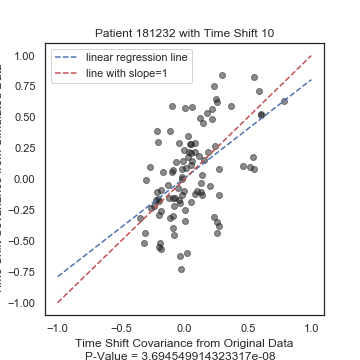 Patient 181232 with Time Shift 10
linear regression line
line with slope=1
1.00
0.75
0.50
0.25
0.00
−0.25
−0.50
−0.75
−1.00
−1.0 −0.5 0.0 0.5 1.0
Time Shift Covariance from Original Data
P-Value = 3.694549914323317e-08